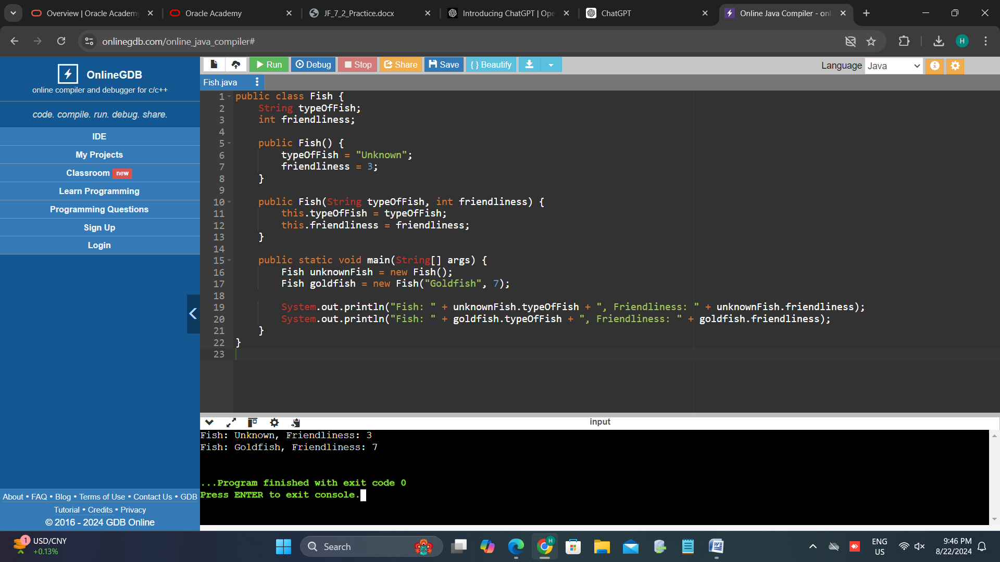 Overview | Oracle Academy
Oracle Academy
JF_7_2_Practice.docx
Introducing ChatGPT | Ope
ChatGPT
Online Java Compiler - onl
onlinegdb.com/online_java_compiler#
H
OnlineGDB
online compiler and debugger for c/c++
code. compile. run. debug. share.
IDE
My Projects
Classroom new
Learn Programming
Programming Questions
Sign Up
Login
About • FAQ • Blog • Terms of Use • Contact Us • GDB
Tutorial • Credits • Privacy
© 2016 - 2024 GDB Online
Run
Debug
Stop
Share
Save
{ } Beautify
Language Java
Fish.java
1 public class Fish {
2 String typeOfFish;
3 int friendliness;
4
5 public Fish() {
6 typeOfFish = "Unknown";
7 friendliness = 3;
8 }
9
10 public Fish(String typeOfFish, int friendliness) {
11 this.typeOfFish = typeOfFish;
12 this.friendliness = friendliness;
13 }
14
15 public static void main(String[] args) {
16 Fish unknownFish = new Fish();
17 Fish goldfish = new Fish("Goldfish", 7);
18
19 System.out.println("Fish: " + unknownFish.typeOfFish + ", Friendliness: " + unknownFish.friendliness);
20 System.out.println("Fish: " + goldfish.typeOfFish + ", Friendliness: " + goldfish.friendliness);
21 }
22 }
23
input
Fish: Unknown, Friendliness: 3
Fish: Goldfish, Friendliness: 7
...Program finished with exit code 0
Press ENTER to exit console.
1
USD/CNY
+0.13%
Search
H
ENG
US
9:46 PM
8/22/2024